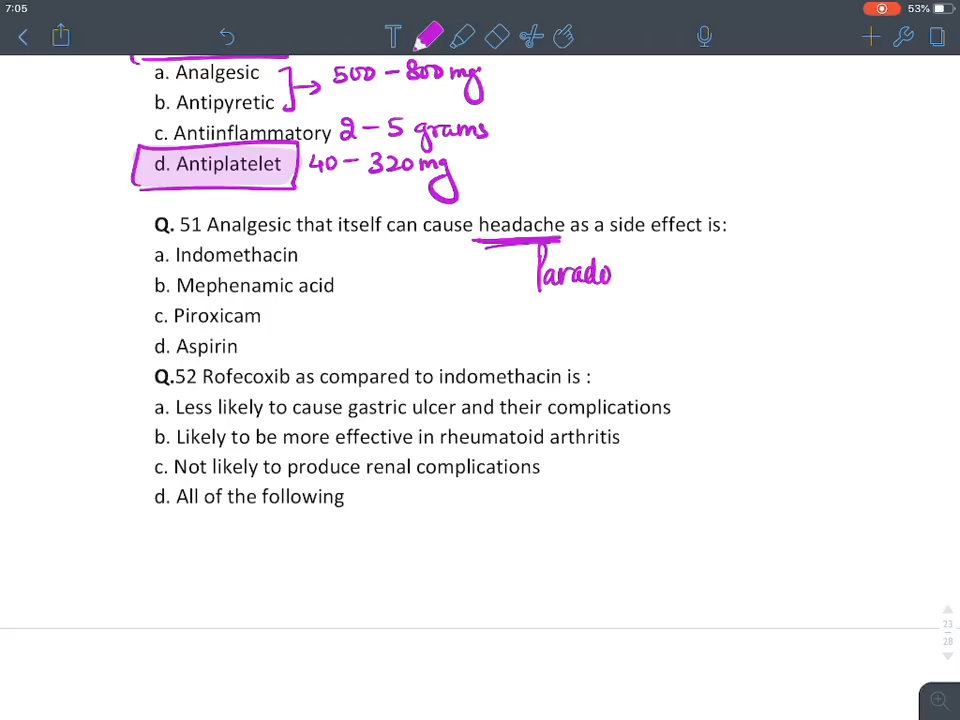 7:05
53%
T
a. Analgesic
500 - 800 mg
b. Antipyretic
c. Antiinflammatory 2 - 5 grams
d. Antiplatelet 40 - 320 mg
Q. 51 Analgesic that itself can cause headache as a side effect is:
a. Indomethacin
Parado
b. Mephenamic acid
c. Piroxicam
d. Aspirin
Q.52 Rofecoxib as compared to indomethacin is :
a. Less likely to cause gastric ulcer and their complications
b. Likely to be more effective in rheumatoid arthritis
c. Not likely to produce renal complications
d. All of the following
23
28